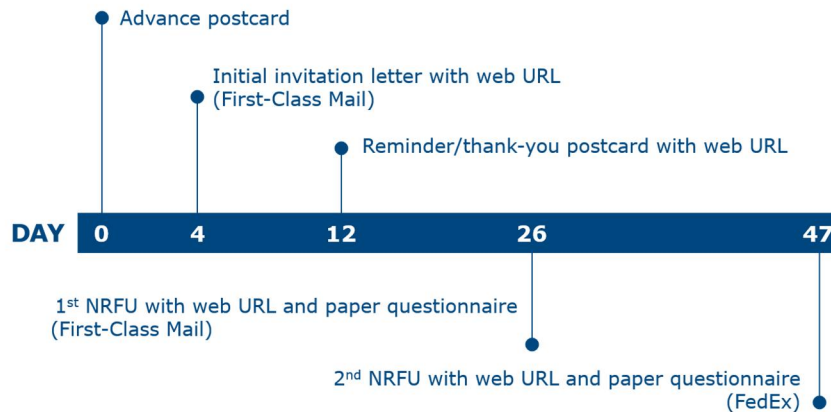 Advance postcard
Initial invitation letter with web URL
(First-Class Mail)
Reminder/thank-you postcard with web URL
DAY 0 4 12 26 47
1st NRFU with web URL and paper questionnaire
(First-Class Mail)
2nd NRFU with web URL and paper questionnaire
(FedEx)